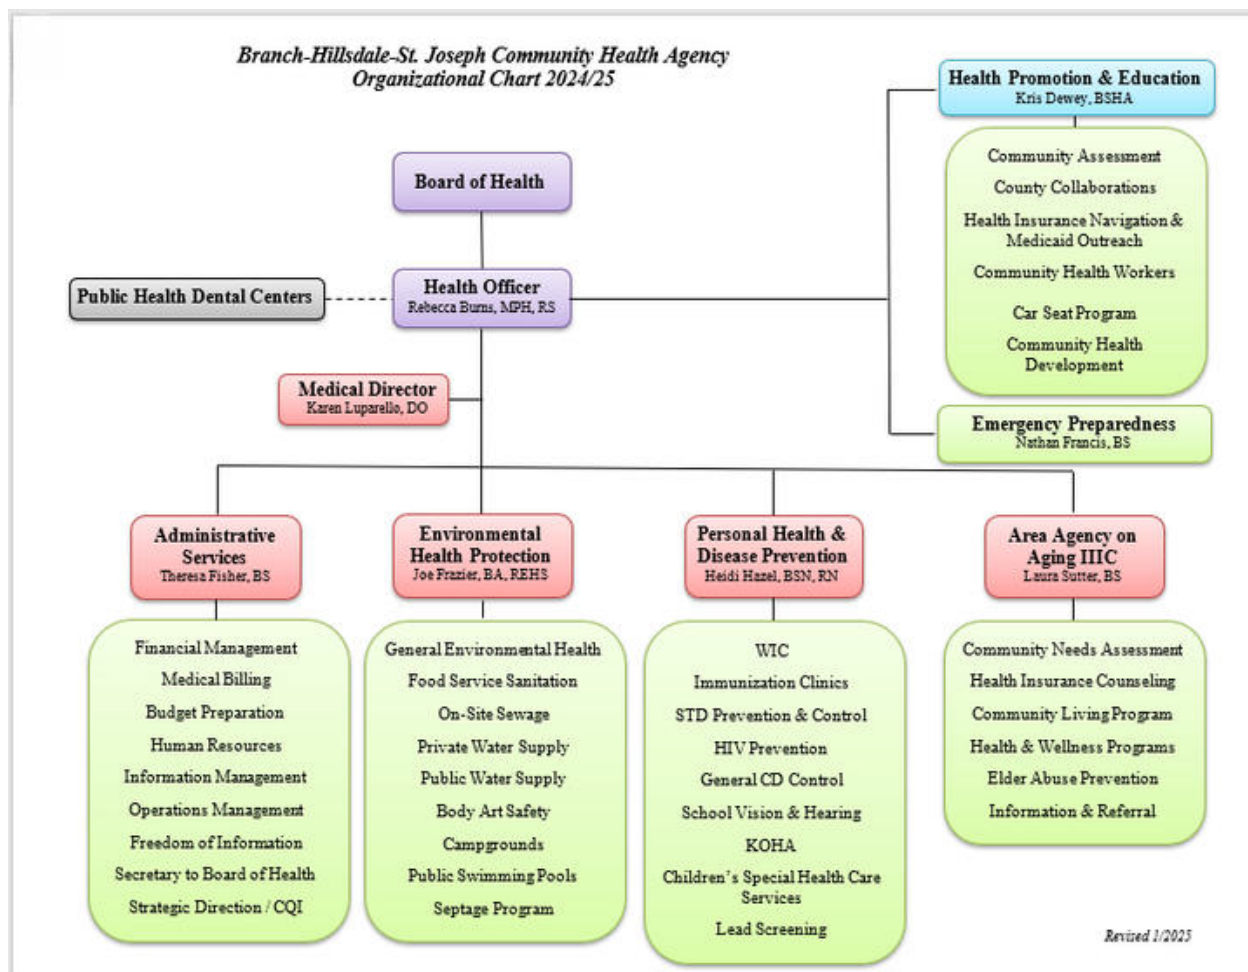 Branch-Hillsdale-St. Joseph Community Health Agency
Organizational Chart 2024/25
Board of Health
Public Health Dental Centers
Health Officer
Rebecca Burns, MPH, RS
Medical Director
Karen Luparello, DO
Health Promotion & Education
Kris Dewey, BSHA
Community Assessment
County Collaborations
Health Insurance Navigation &
Medicaid Outreach
Community Health Workers
Car Seat Program
Community Health
Development
Emergency Preparedness
Nathan Francis, BS
Administrative
Services
Theresa Fisher, BS
Financial Management
Medical Billing
Budget Preparation
Human Resources
Information Management
Operations Management
Freedom of Information
Secretary to Board of Health
Strategic Direction / CQI
Environmental
Health Protection
Joe Frazier, BA, REHS
General Environmental Health
Food Service Sanitation
On-Site Sewage
Private Water Supply
Public Water Supply
Body Art Safety
Campgrounds
Public Swimming Pools
Septage Program
Personal Health &
Disease Prevention
Heidi Hazel, BSN, RN
WIC
Immunization Clinics
STD Prevention & Control
HIV Prevention
General CD Control
School Vision & Hearing
KOHA
Children's Special Health Care
Services
Lead Screening
Area Agency on
Aging IIIC
Laura Sutter, BS
Community Needs Assessment
Health Insurance Counseling
Community Living Program
Health & Wellness Programs
Elder Abuse Prevention
Information & Referral
Revised 1/2025